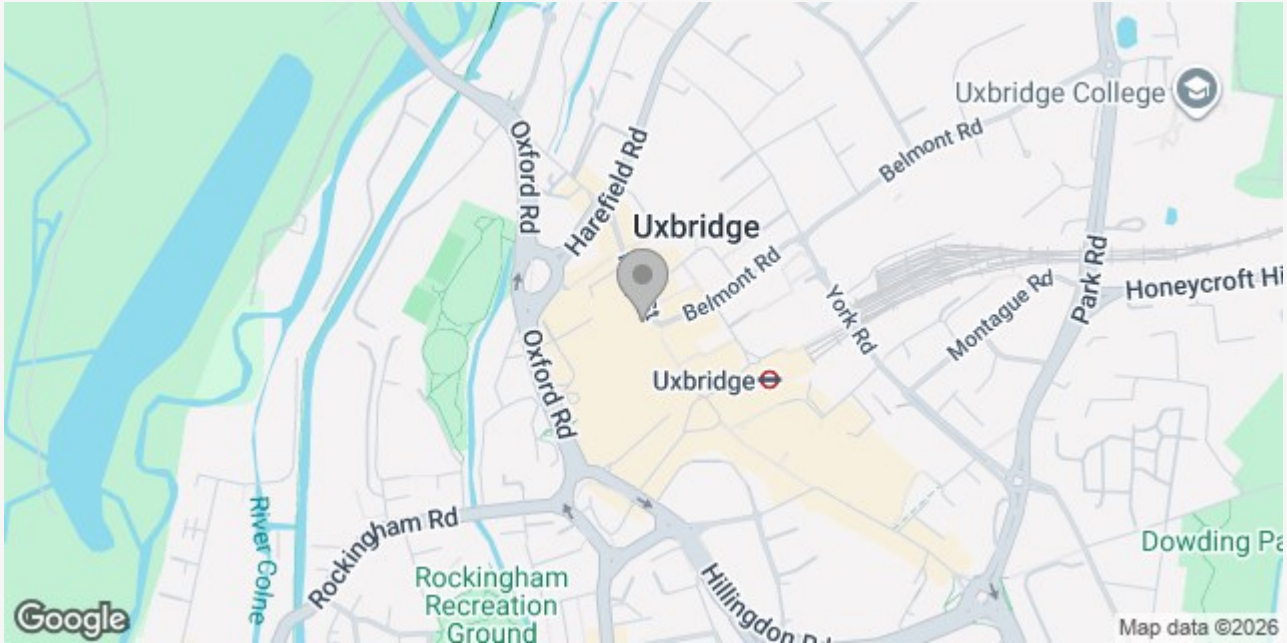 Uxbridge College
Oxford Rd
Harefield Rd
Belmont Rd
Uxbridge
Belmont Rd
Park Rd
Honeycroft Hi
Montague Rd
York Rd
Oxford Rd
Uxbridge
River Colne
Rockingham Rd
Rockingham
Recreation
Ground
Hillingdon Rd
Dowding Pa
Google
Map data ©2026